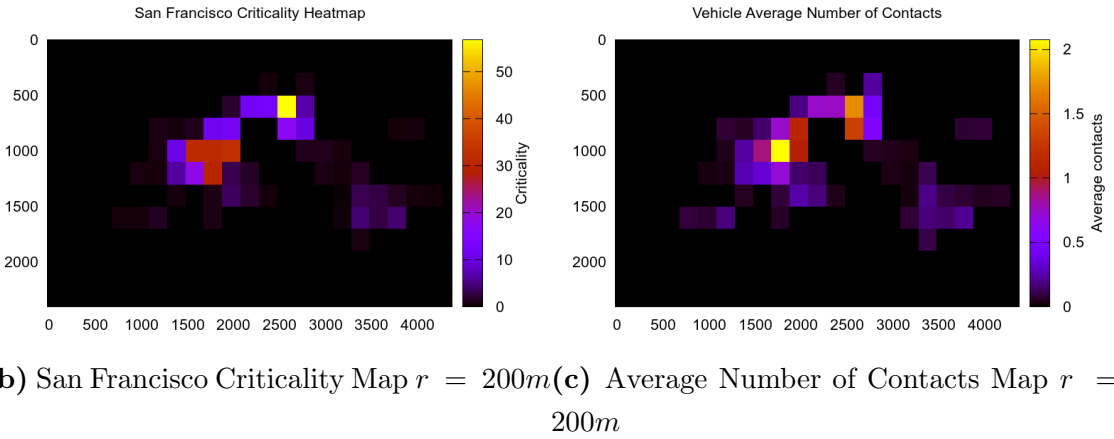 San Francisco Criticality Heatmap
0
500
1000
1500
2000
0 500 1000 1500 2000 2500 3000 3500 4000
50
40
30
20
10
0
Criticality
Vehicle Average Number of Contacts
0
500
1000
1500
2000
0 500 1000 1500 2000 2500 3000 3500 4000
2
1.5
1
0.5
0
Average contacts
b) San Francisco Criticality Map r = 200m(c) Average Number of Contacts Map r =
200m